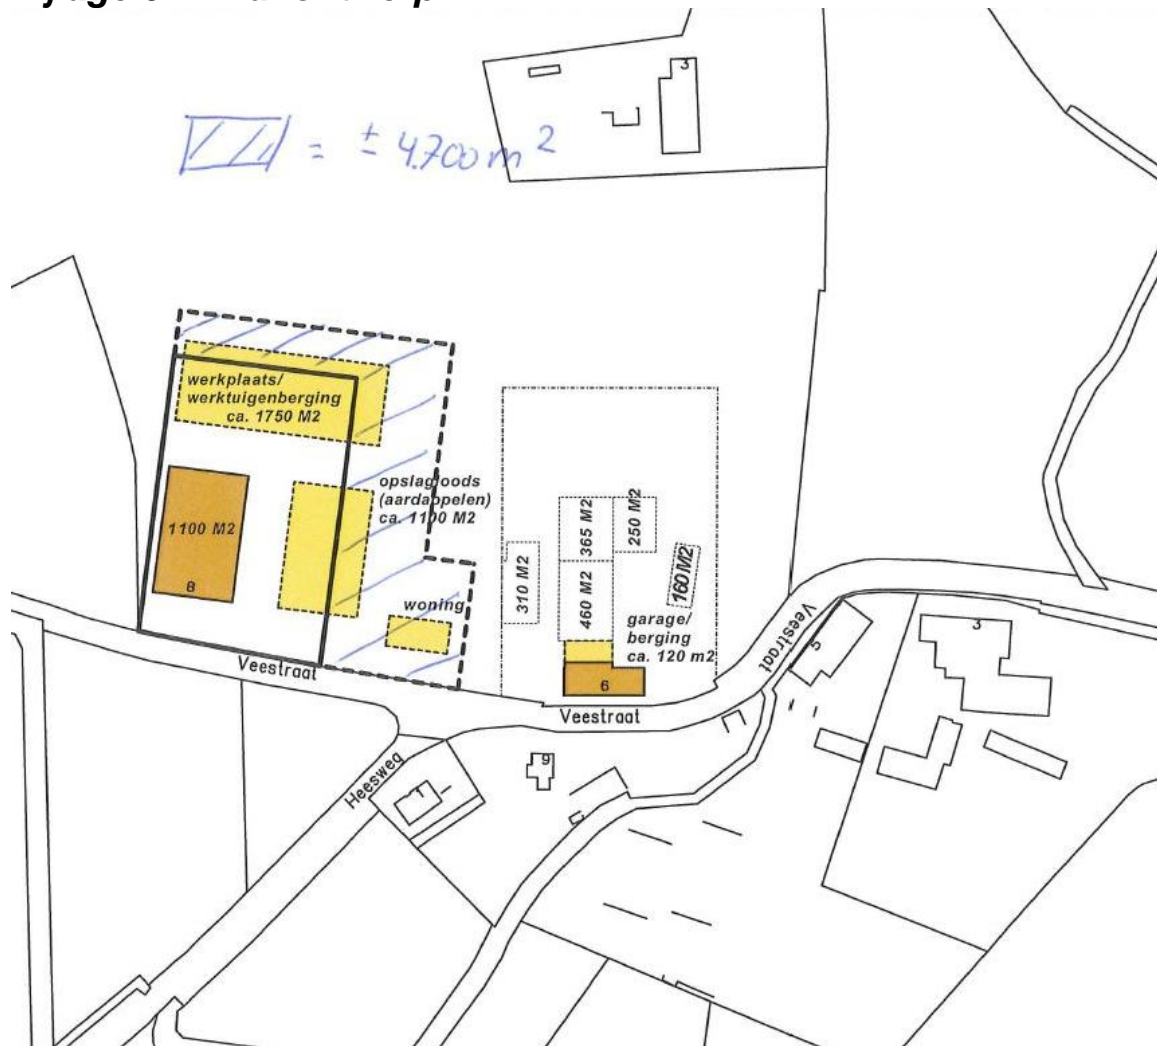 = ± 4.700 m²
3
werkplaats/
werktuigenberging
ca. 1750 M2
opslagloods
(aardappelen)
ca. 1100 M2
1100 M2
8
woning
310 M2
365 M2
250 M2
460 M2
160 M2
garage/
berging
ca. 120 m2
6
Veestraat
Veestraat
Veestraat
5
3
Heesweg
1
9